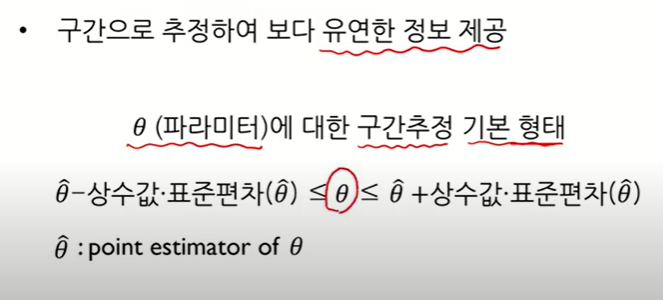 • 구간으로 추정하여 보다 유연한 정보 제공
θ (파라미터)에 대한 구간추정 기본 형태
θ̂−상수값·표준편차(θ̂) ≤ θ ≤ θ̂ +상수값·표준편차(θ̂)
θ̂ : point estimator of θ